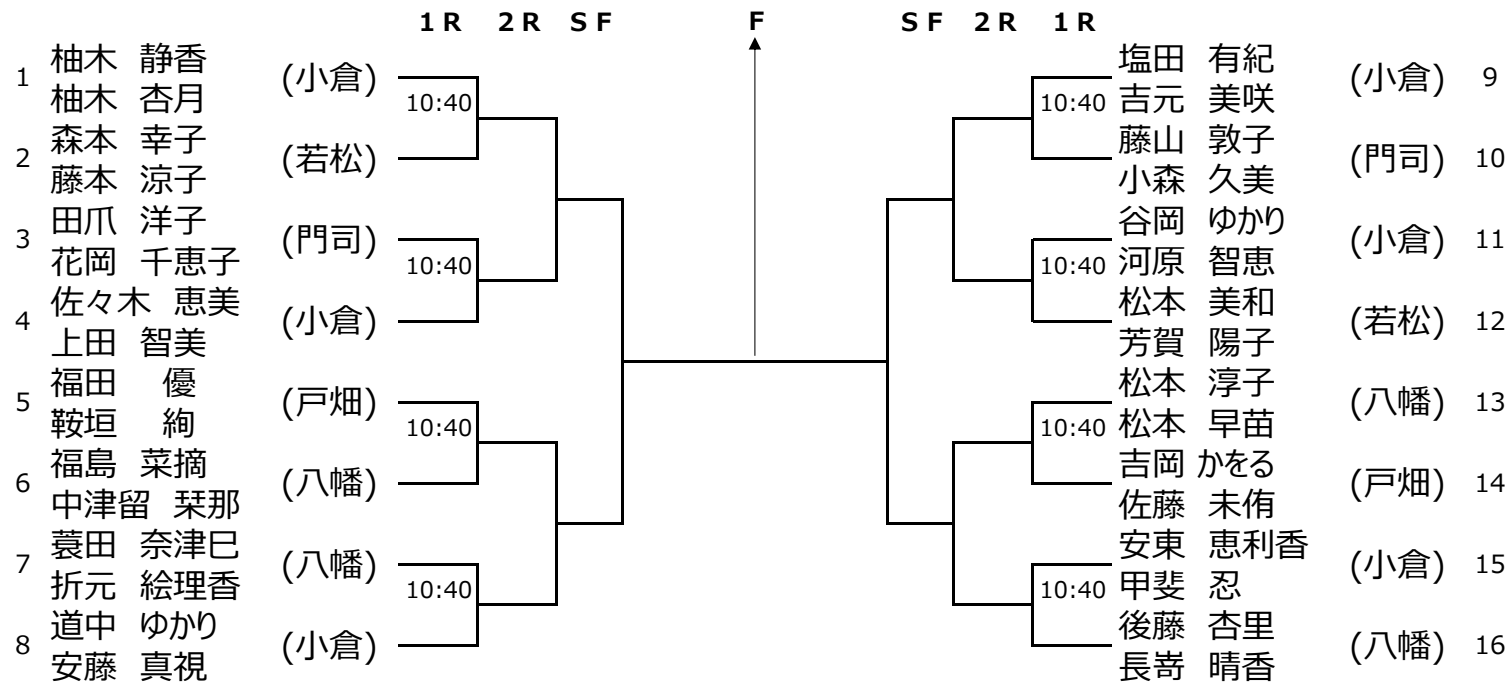 1 R 2 R S F F S F 2 R 1 R
1 柚木 静香 (小倉)
柚木 杏月
10:40
2 森本 幸子 (若松)
藤本 涼子
3 田爪 洋子 (門司)
花岡 千恵子
10:40
4 佐々木 恵美 (小倉)
上田 智美
5 福田 優 (戸畑)
鞍垣 絢
10:40
6 福島 菜摘 (八幡)
中津留 栞那
7 蓑田 奈津巳 (八幡)
折元 絵理香
10:40
8 道中 ゆかり (小倉)
安藤 真視
塩田 有紀 (小倉) 9
吉元 美咲
10:40
藤山 敦子 (門司) 10
小森 久美
谷岡 ゆかり (小倉) 11
河原 智恵
10:40
松本 美和 (若松) 12
芳賀 陽子
松本 淳子 (八幡) 13
松本 早苗
10:40
吉岡 かをる (戸畑) 14
佐藤 未侑
安東 恵利香 (小倉) 15
甲斐 忍
10:40
後藤 杏里 (八幡) 16
長嵜 晴香